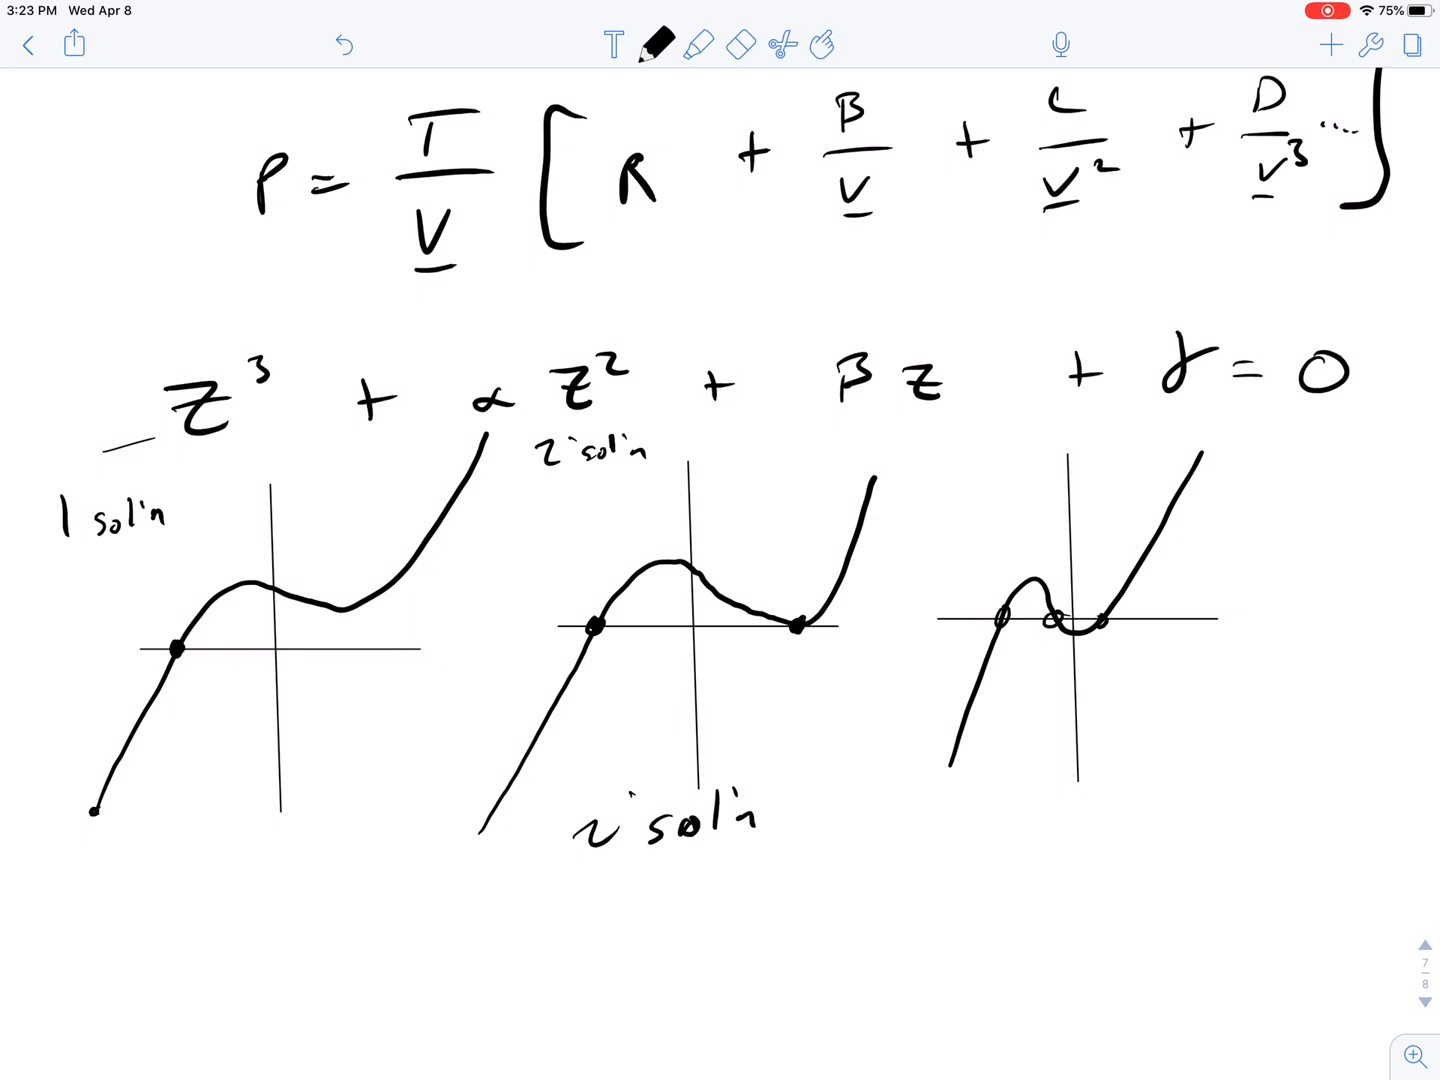 3:23 PM Wed Apr 8 75%
T
P = T/V [ R + B/V + C/V² + D/V³ .... ]
Z³ + α Z² + β Z + γ = 0
1 sol'n
2 sol'n
2 sol'n
7
8